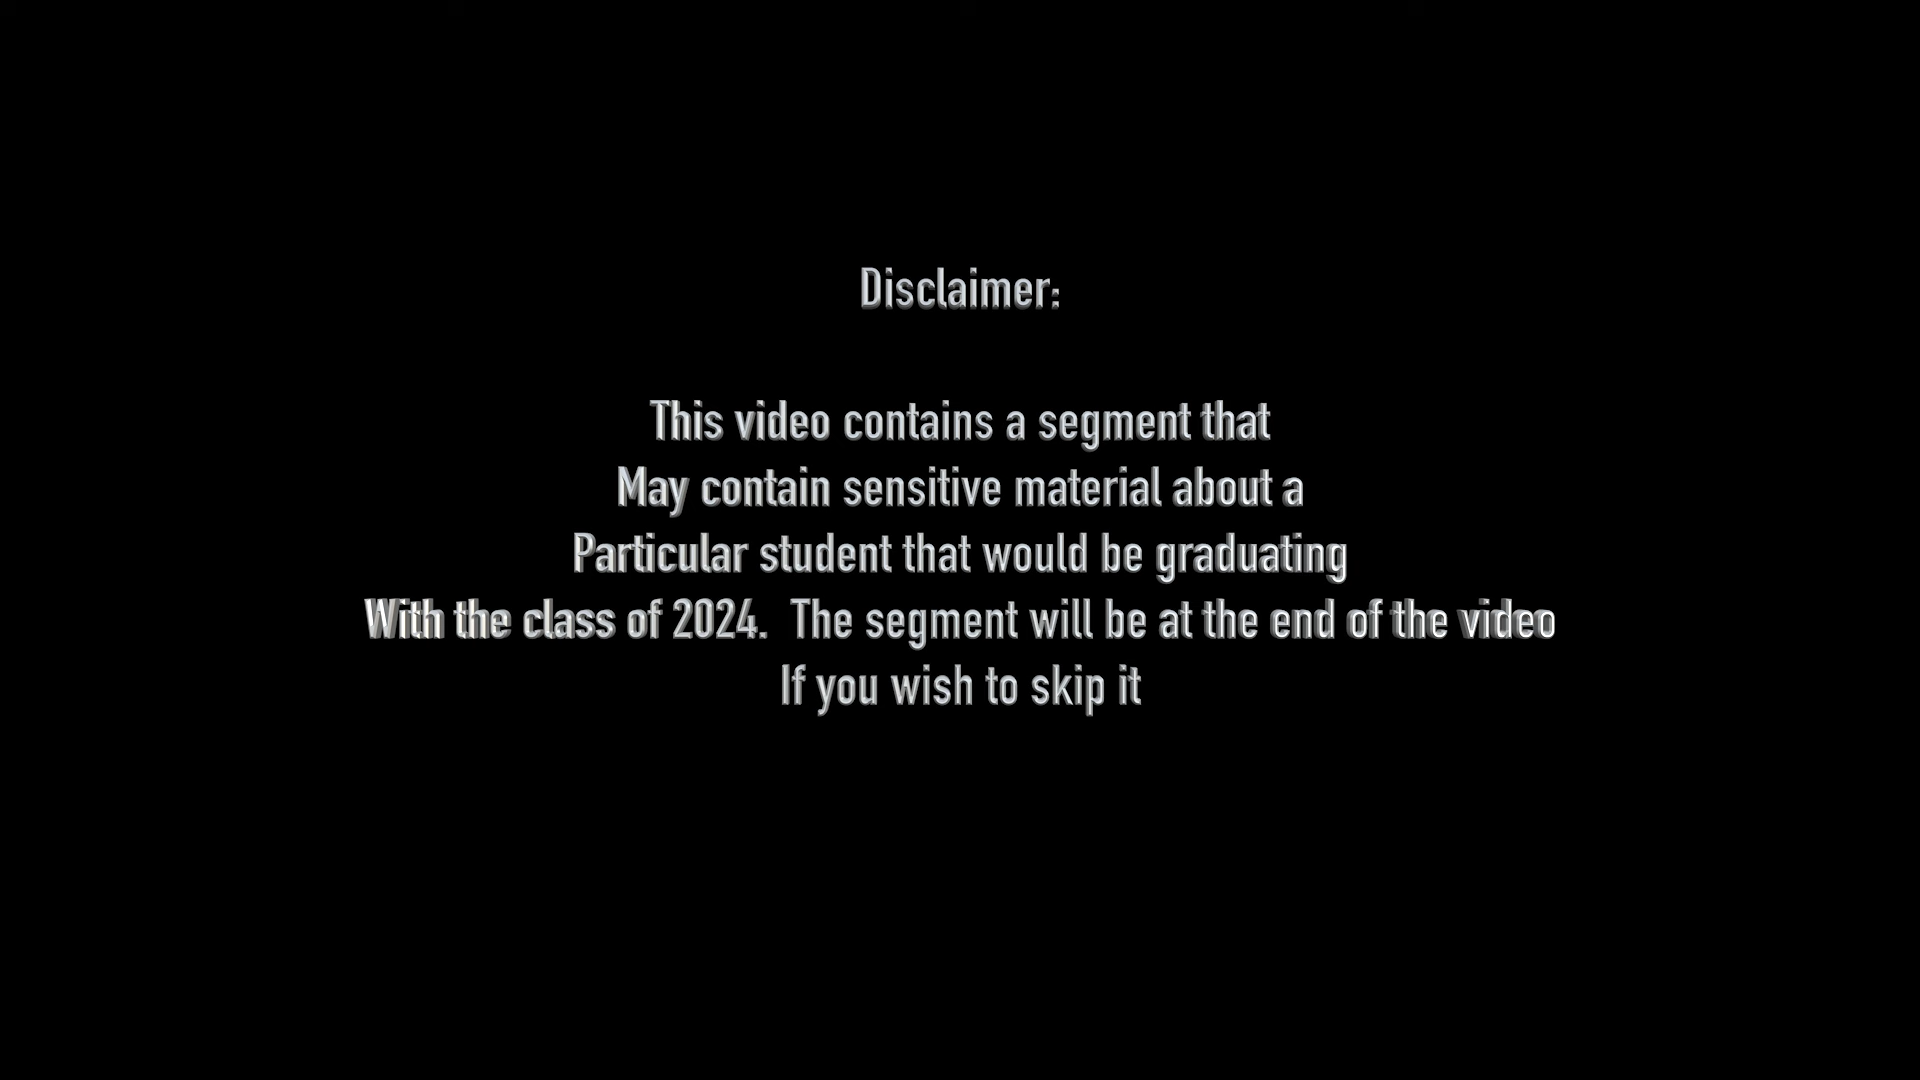 Disclaimer:
This video contains a segment that
May contain sensitive material about a
Particular student that would be graduating
With the class of 2024.  The segment will be at the end of the video
If you wish to skip it